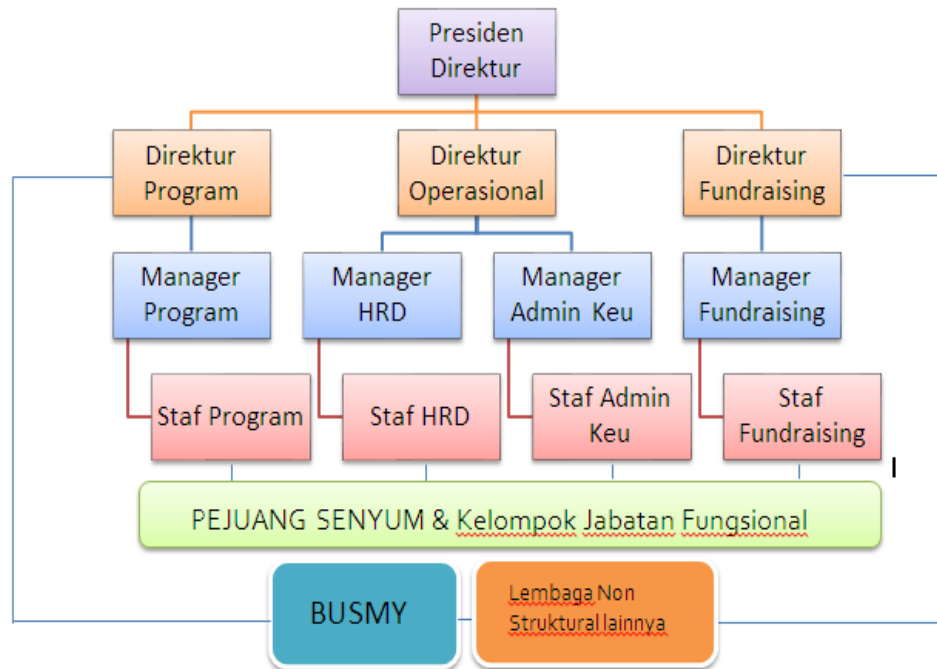 Presiden
Direktur
Direktur
Program
Direktur
Operasional
Direktur
Fundraising
Manager
Program
Manager
HRD
Manager
Admin Keu
Manager
Fundraising
Staf Program
Staf HRD
Staf Admin
Keu
Staf
Fundraising
PEJUANG SENYUM & Kelompok Jabatan Fungsional
BUSMY
Lembaga Non
Struktural lainnya